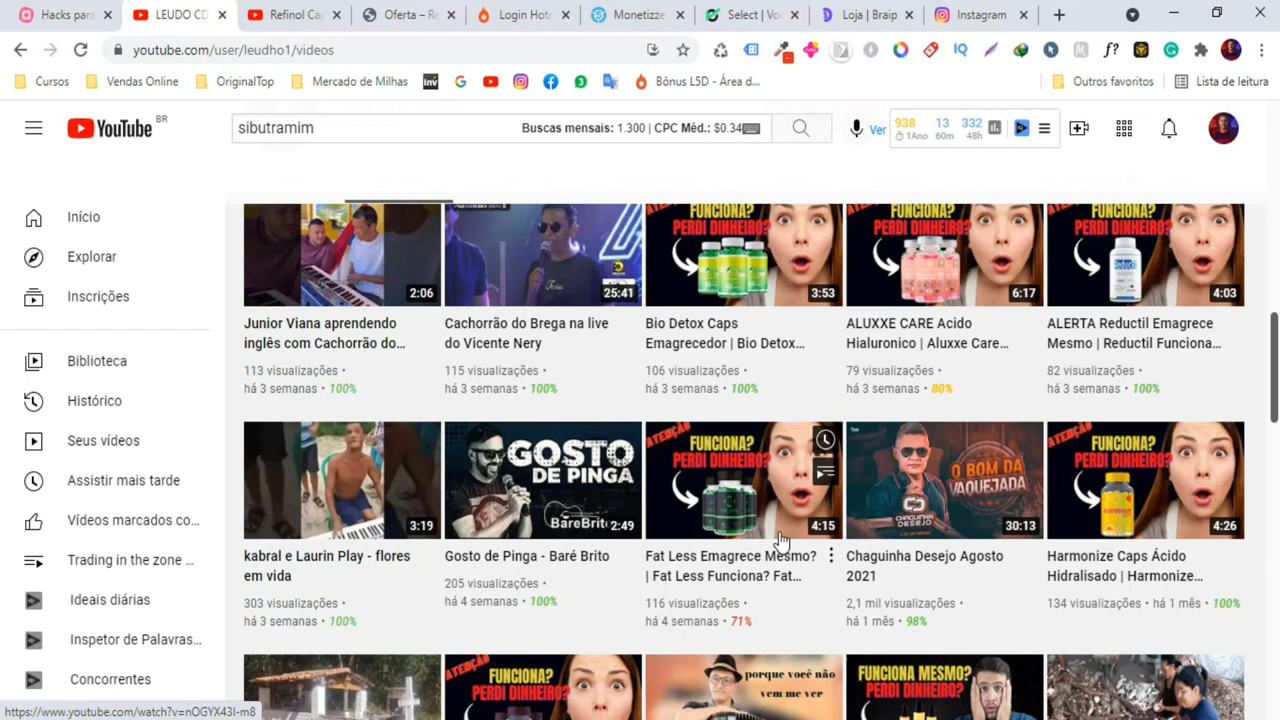 Hacks para
LEUDO CD
Refinol Ca
Oferta – Re
Login Hotm
Monetizze
Select | Vo
Loja | Braip
Instagram
youtube.com/user/leudho1/videos
Cursos
Vendas Online
OriginalTop
Mercado de Milhas
Bônus L5D - Área d...
Outros favoritos
Lista de leitura
YouTube BR
sibutramim
Buscas mensais: 1.300 | CPC Méd.: $0.34
Ver
938 13 332
1Ano 60m 48h
Início
Explorar
Inscrições
Biblioteca
Histórico
Seus vídeos
Assistir mais tarde
Vídeos marcados co...
Trading in the zone ...
Ideais diárias
Inspetor de Palavras...
Concorrentes
2:06
Junior Viana aprendendo
inglês com Cachorrão do...
113 visualizações •
há 3 semanas • 100%
25:41
Cachorrão do Brega na live
do Vicente Nery
115 visualizações •
há 3 semanas • 100%
FUNCIONA?
PERDI DINHEIRO?
3:53
Bio Detox Caps
Emagrecedor | Bio Detox...
106 visualizações •
há 3 semanas • 100%
FUNCIONA?
PERDI DINHEIRO?
6:17
ALUXXE CARE Acido
Hialuronico | Aluxxe Care...
79 visualizações •
há 3 semanas • 80%
FUNCIONA?
PERDI DINHEIRO?
4:03
ALERTA Reductil Emagrece
Mesmo | Reductil Funciona...
82 visualizações •
há 3 semanas • 100%
3:19
kabral e Laurin Play - flores
em vida
303 visualizações •
há 3 semanas • 100%
GOSTO
DE PINGA
BareBrit
2:49
Gosto de Pinga - Baré Brito
205 visualizações •
há 4 semanas • 100%
ATENÇÃO
FUNCIONA?
PERDI DINHEIRO?
4:15
Fat Less Emagrece Mesmo?
| Fat Less Funciona? Fat...
116 visualizações •
há 4 semanas • 71%
O BOM DA
VAQUEJADA
CHAGUINHA
DESEJO
30:13
Chaguinha Desejo Agosto
2021
2,1 mil visualizações •
há 1 mês • 98%
ATENÇÃO
FUNCIONA?
PERDI DINHEIRO?
4:26
Harmonize Caps Ácido
Hidralisado | Harmonize...
134 visualizações • há 1 mês • 100%
ATENÇÃO
FUNCIONA?
PERDI DINHEIRO?
porque você não
vem me ver
FUNCIONA MESMO?
PERDI DINHEIRO?
https://www.youtube.com/watch?v=nOGYX43I-m8